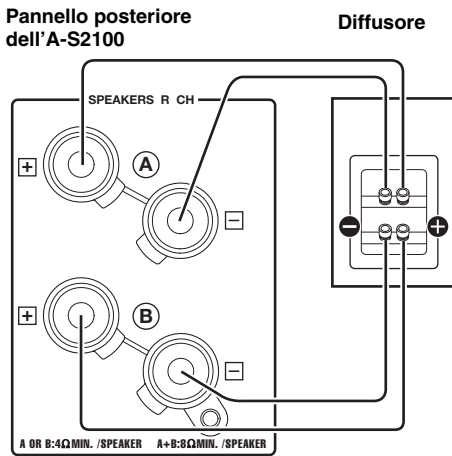 Pannello posteriore
dell'A-S2100
Diffusore
SPEAKERS R CH
+
A
−
−
+
+
B
−
A OR B:4ΩMIN. /SPEAKER A+B:8ΩMIN. /SPEAKER